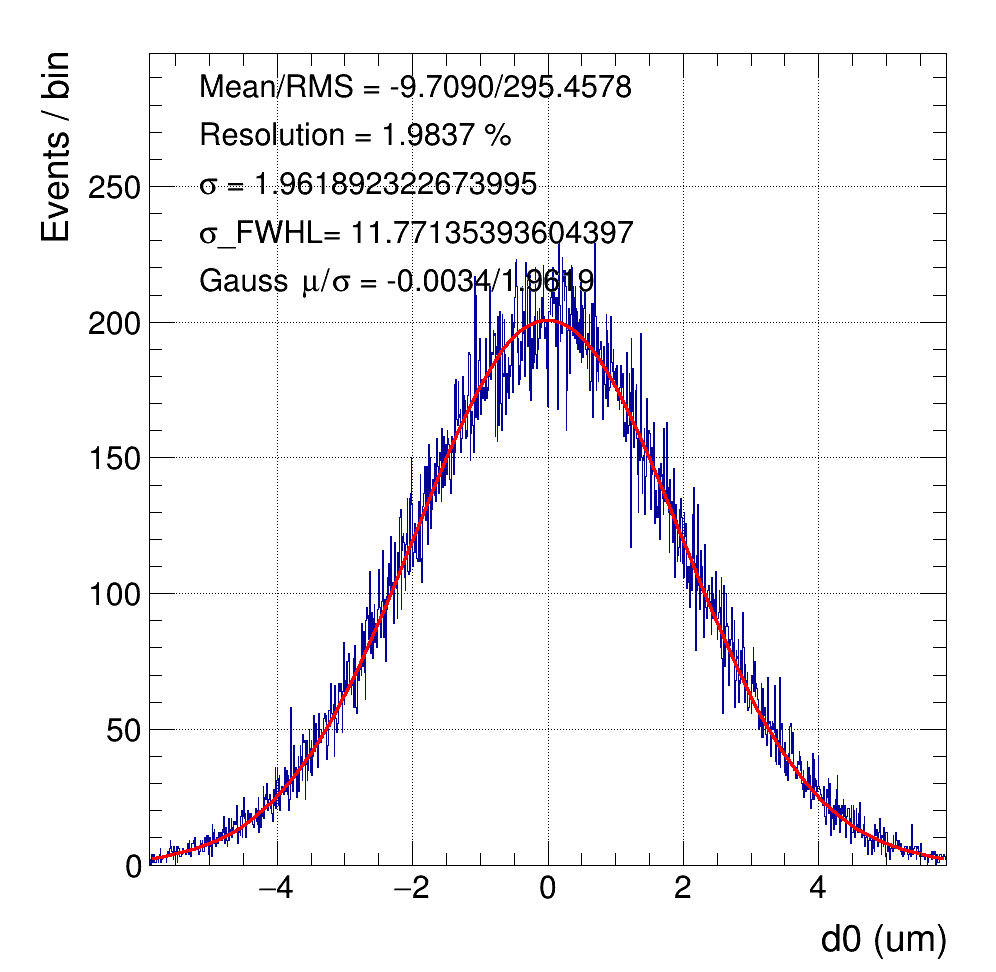 Events / bin
Mean/RMS = -9.7090/295.4578
Resolution = 1.9837 %
σ = 1.961892322673995
σ_FWHL= 11.77135393604397
Gauss μ/σ = -0.0034/1.9619
250
200
150
100
50
0
−4 −2 0 2 4
d0 (um)